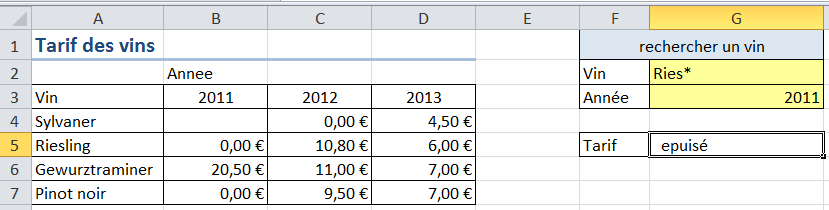 A B C D E F G
1 Tarif des vins rechercher un vin
2 Annee Vin Ries*
3 Vin 2011 2012 2013 Année 2011
4 Sylvaner 0,00 € 4,50 €
5 Riesling 0,00 € 10,80 € 6,00 € Tarif epuisé
6 Gewurztraminer 20,50 € 11,00 € 7,00 €
7 Pinot noir 0,00 € 9,50 € 7,00 €